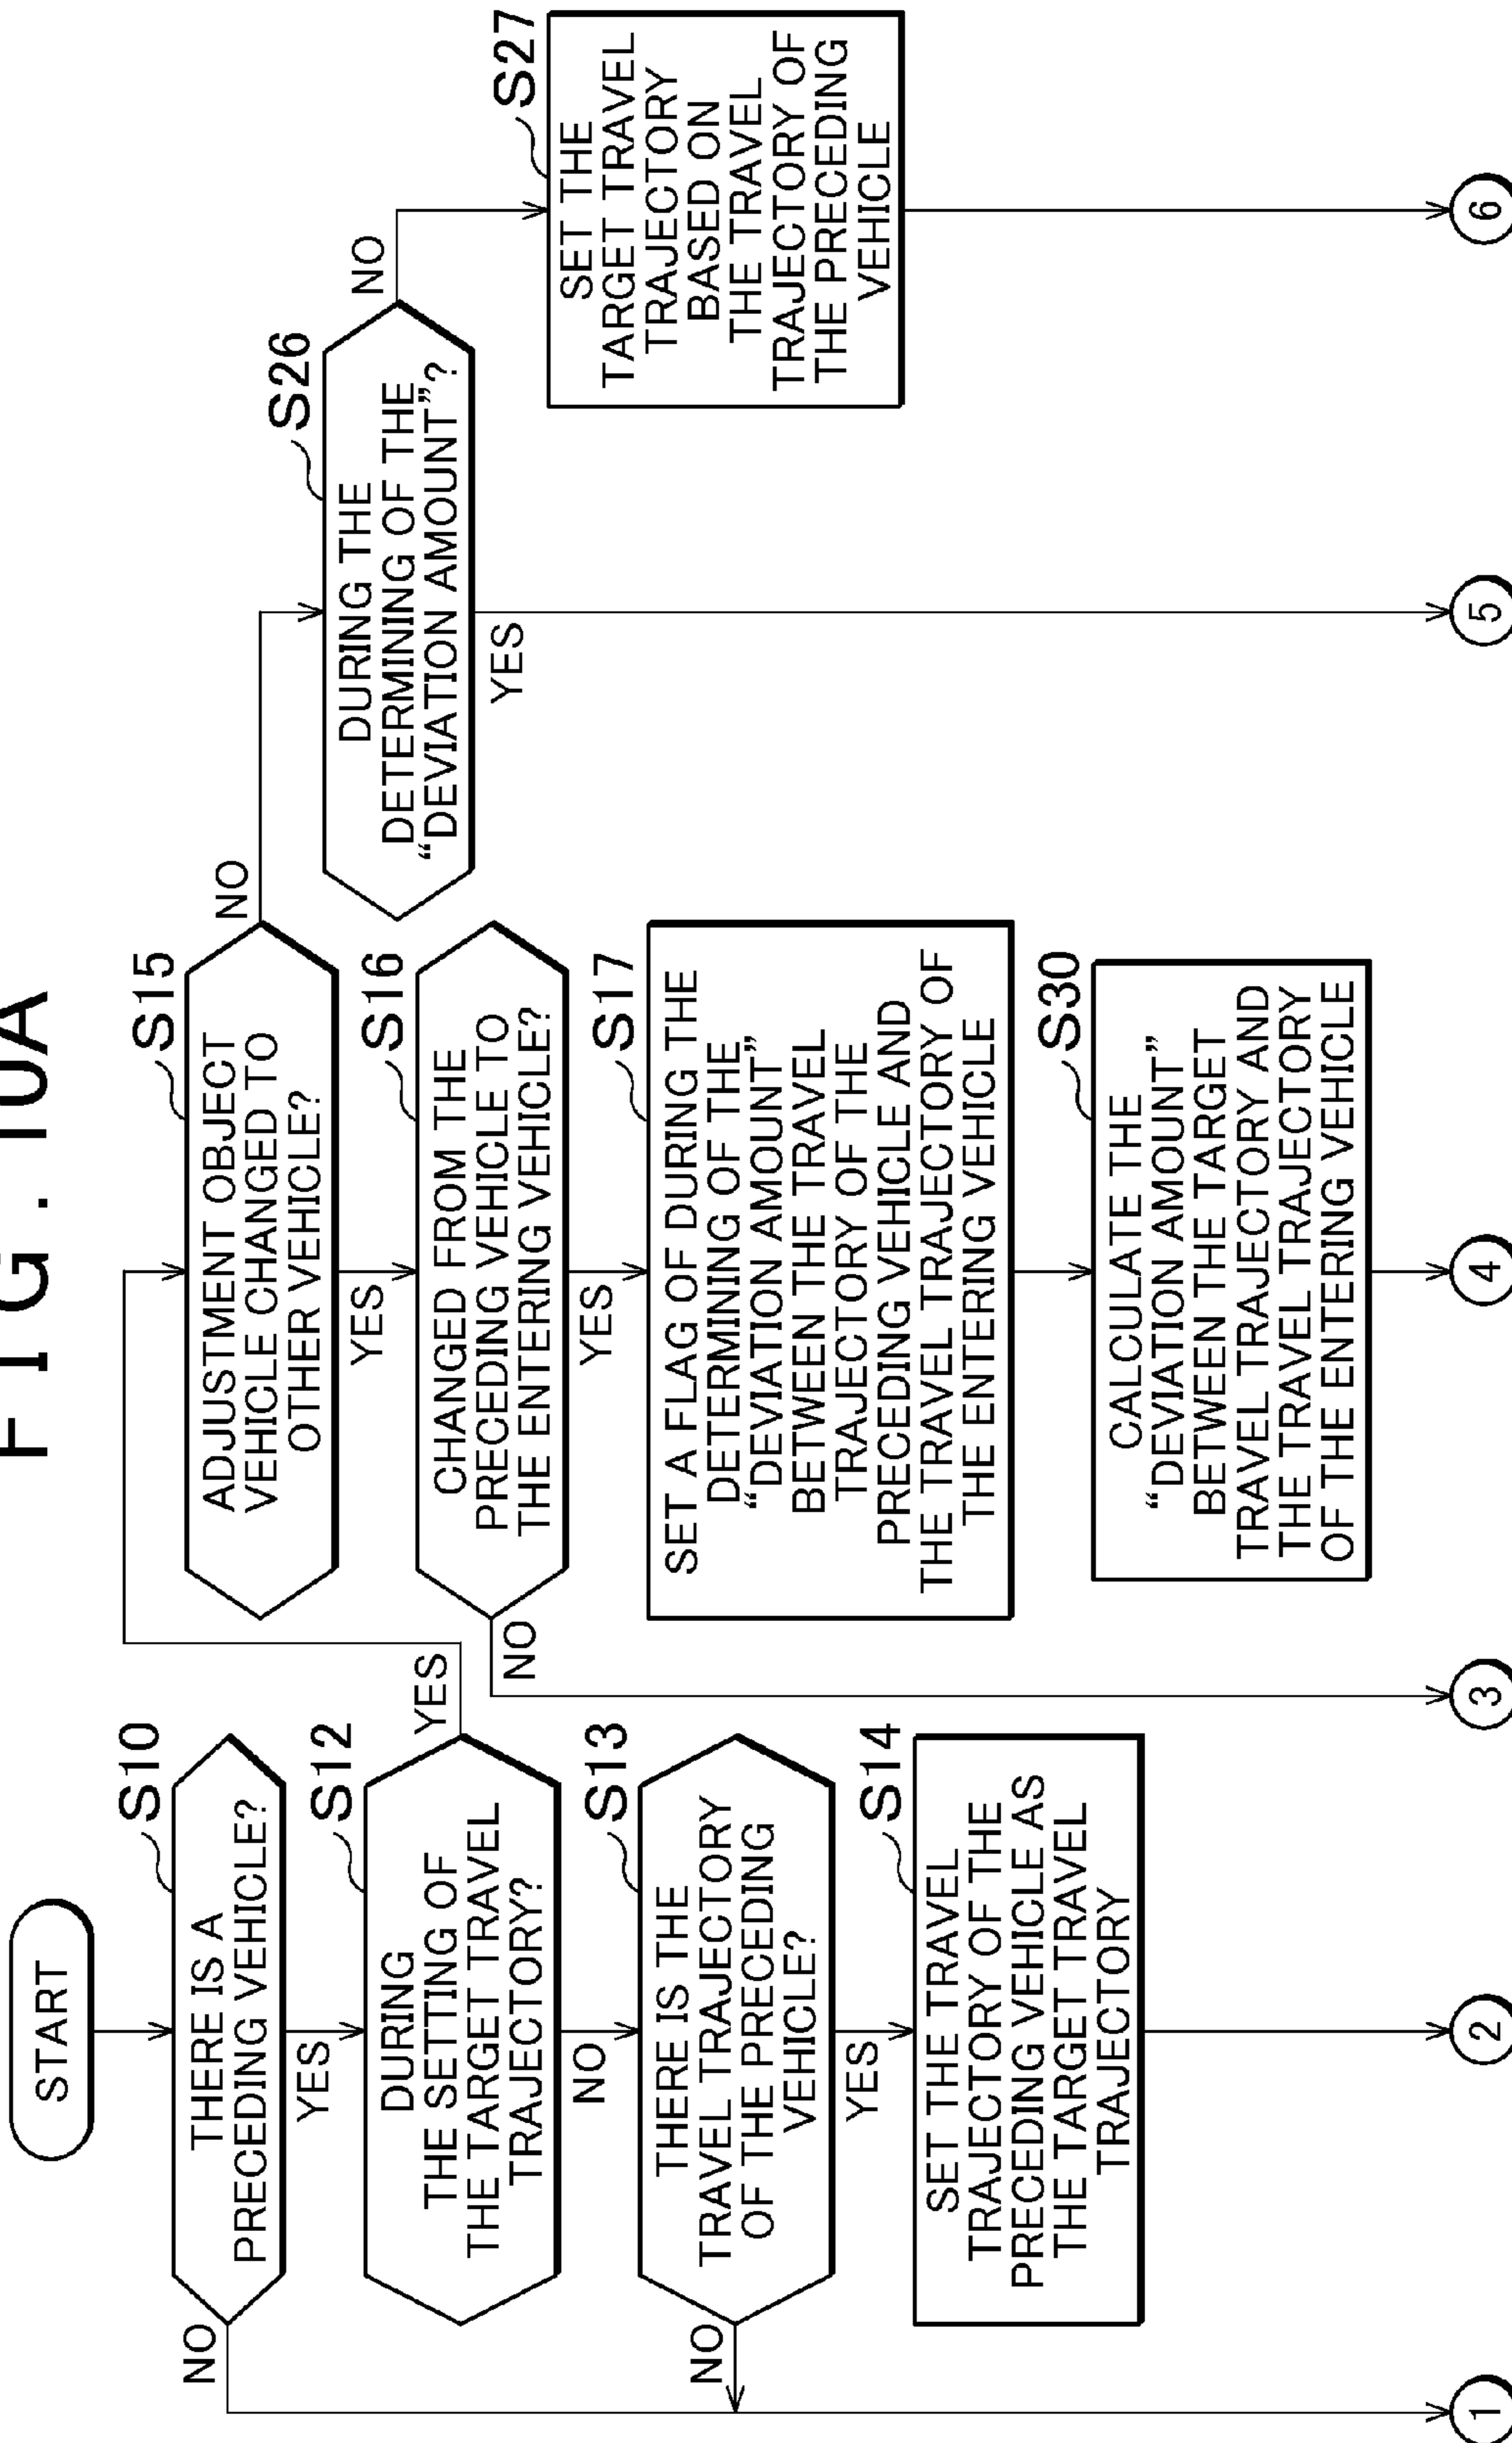 FIG. 10A
START
S10
THERE IS A
PRECEDING VEHICLE?
NO
YES
S12
DURING
THE SETTING OF
THE TARGET TRAVEL
TRAJECTORY?
YES
NO
S13
THERE IS THE
TRAVEL TRAJECTORY
OF THE PRECEDING
VEHICLE?
NO
YES
S14
SET THE TRAVEL
TRAJECTORY OF THE
PRECEDING VEHICLE AS
THE TARGET TRAVEL
TRAJECTORY
S15
ADJUSTMENT OBJECT
VEHICLE CHANGED TO
OTHER VEHICLE?
NO
YES
S16
CHANGED FROM THE
PRECEDING VEHICLE TO
THE ENTERING VEHICLE?
NO
YES
S17
SET A FLAG OF DURING THE
DETERMINING OF THE
“DEVIATION AMOUNT”
BETWEEN THE TRAVEL
TRAJECTORY OF THE
PRECEDING VEHICLE AND
THE TRAVEL TRAJECTORY OF
THE ENTERING VEHICLE
S30
CALCULATE THE
“DEVIATION AMOUNT”
BETWEEN THE TARGET
TRAVEL TRAJECTORY AND
THE TRAVEL TRAJECTORY
OF THE ENTERING VEHICLE
S26
DURING THE
DETERMINING OF THE
“DEVIATION AMOUNT”?
NO
YES
S27
SET THE
TARGET TRAVEL
TRAJECTORY
BASED ON
THE TRAVEL
TRAJECTORY OF
THE PRECEDING
VEHICLE
1
2
3
4
5
6